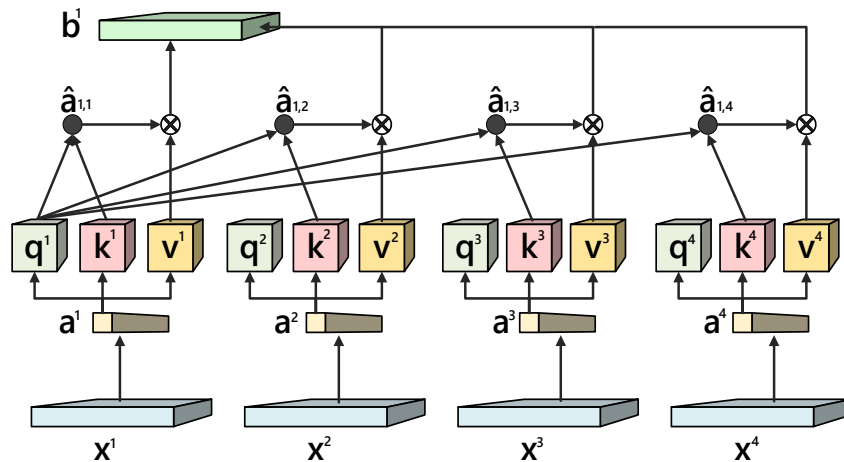 b¹
â₁,₁ â₁,₂ â₁,₃ â₁,₄
q¹ k¹ v¹ q² k² v² q³ k³ v³ q⁴ k⁴ v⁴
a¹ a² a³ a⁴
x¹ x² x³ x⁴